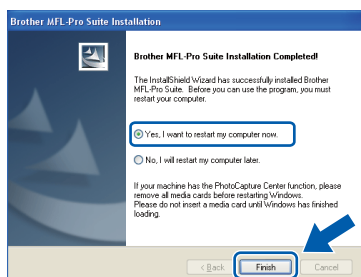 Brother MFL-Pro Suite Installation
Brother MFL-Pro Suite Installation Completed!
The InstallShield Wizard has successfully installed Brother
MFL-Pro Suite. Before you can use the program, you must
restart your computer.
Yes, I want to restart my computer now.
No, I will restart my computer later.
If your machine has the PhotoCapture Center function, please
remove all media cards before restarting Windows.
Please do not insert a media card until Windows has finished
loading.
< Back Finish Cancel